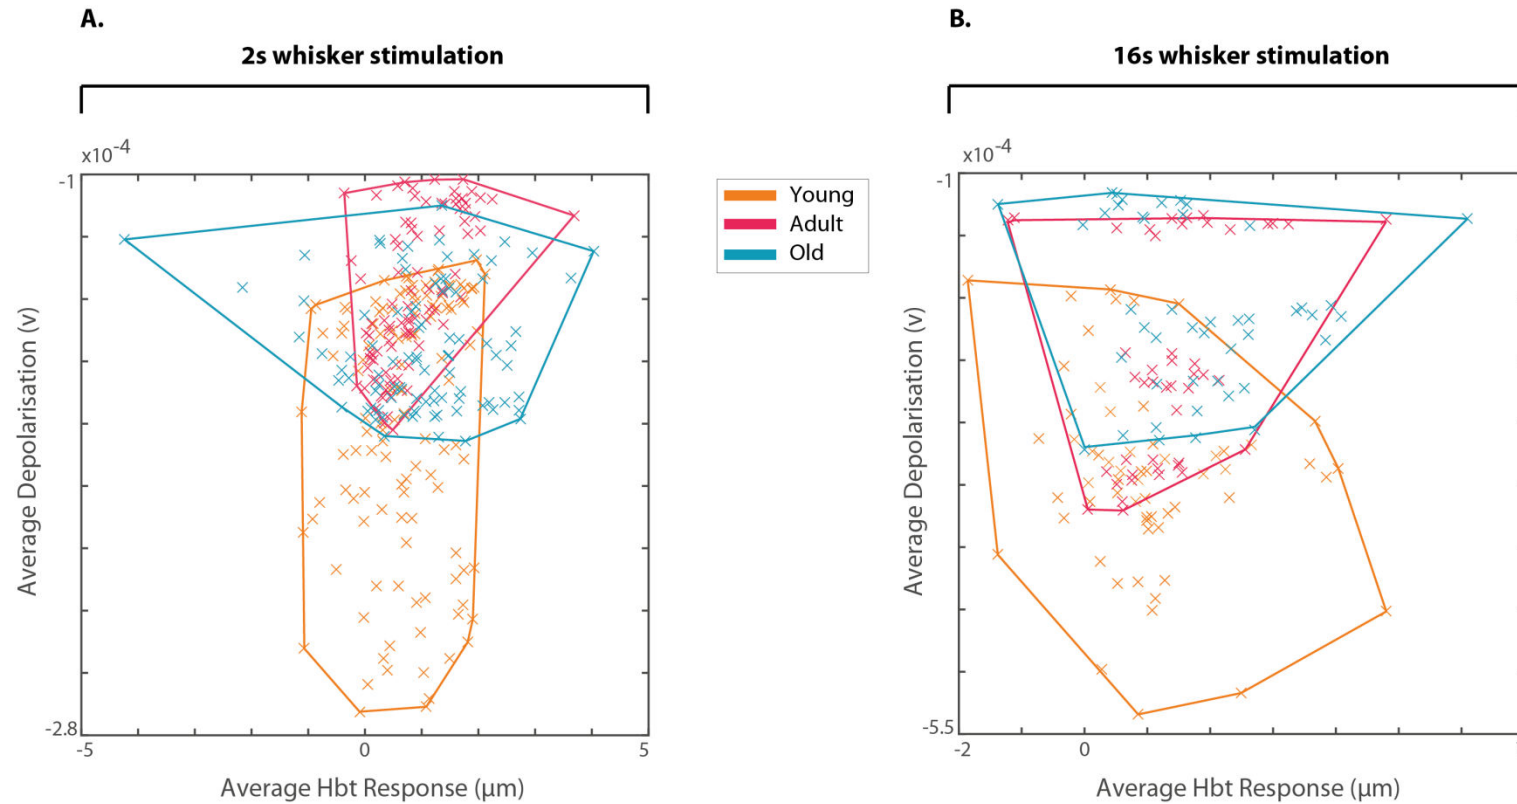 A.
2s whisker stimulation
x10-4
-1
-2.8
-5
0
5
Average Depolarisation (v)
Average Hbt Response (μm)
Young
Adult
Old
B.
16s whisker stimulation
x10-4
-1
-5.5
-2
0
Average Depolarisation (v)
Average Hbt Response (μm)